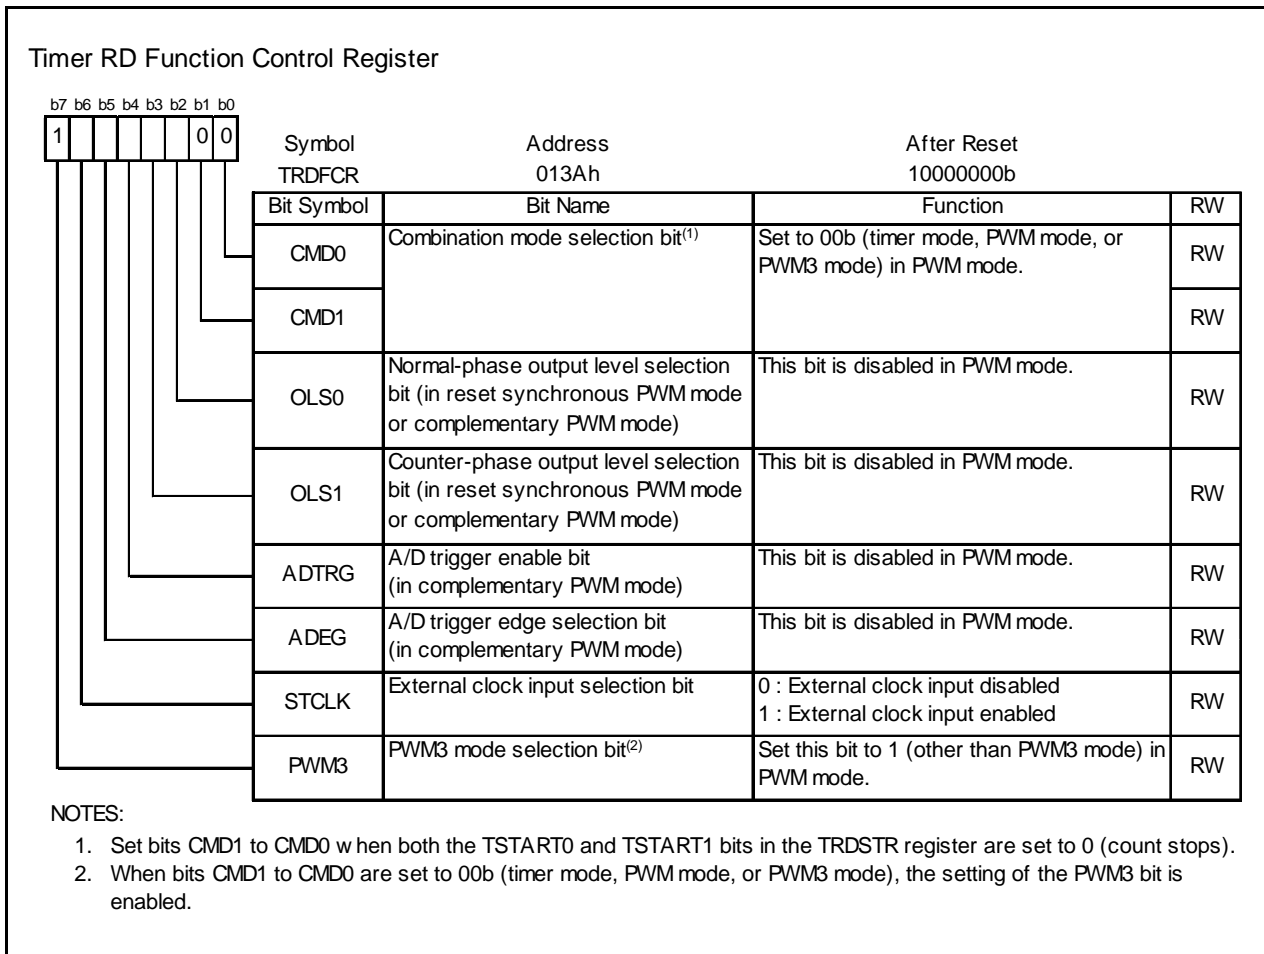 Timer RD Function Control Register
b7 b6 b5 b4 b3 b2 b1 b0
1 0 0
Symbol Address After Reset
TRDFCR 013Ah 10000000b
Bit Symbol Bit Name Function RW
CMD0 Combination mode selection bit(1) Set to 00b (timer mode, PWM mode, or RW
PWM3 mode) in PWM mode.
CMD1 RW
Normal-phase output level selection This bit is disabled in PWM mode.
OLS0 bit (in reset synchronous PWM mode RW
or complementary PWM mode)
Counter-phase output level selection This bit is disabled in PWM mode.
OLS1 bit (in reset synchronous PWM mode RW
or complementary PWM mode)
ADTRG A/D trigger enable bit This bit is disabled in PWM mode. RW
(in complementary PWM mode)
ADEG A/D trigger edge selection bit This bit is disabled in PWM mode. RW
(in complementary PWM mode)
STCLK External clock input selection bit 0 : External clock input disabled RW
1 : External clock input enabled
PWM3 PWM3 mode selection bit(2) Set this bit to 1 (other than PWM3 mode) in RW
PWM mode.
NOTES:
1. Set bits CMD1 to CMD0 when both the TSTART0 and TSTART1 bits in the TRDSTR register are set to 0 (count stops).
2. When bits CMD1 to CMD0 are set to 00b (timer mode, PWM mode, or PWM3 mode), the setting of the PWM3 bit is
enabled.